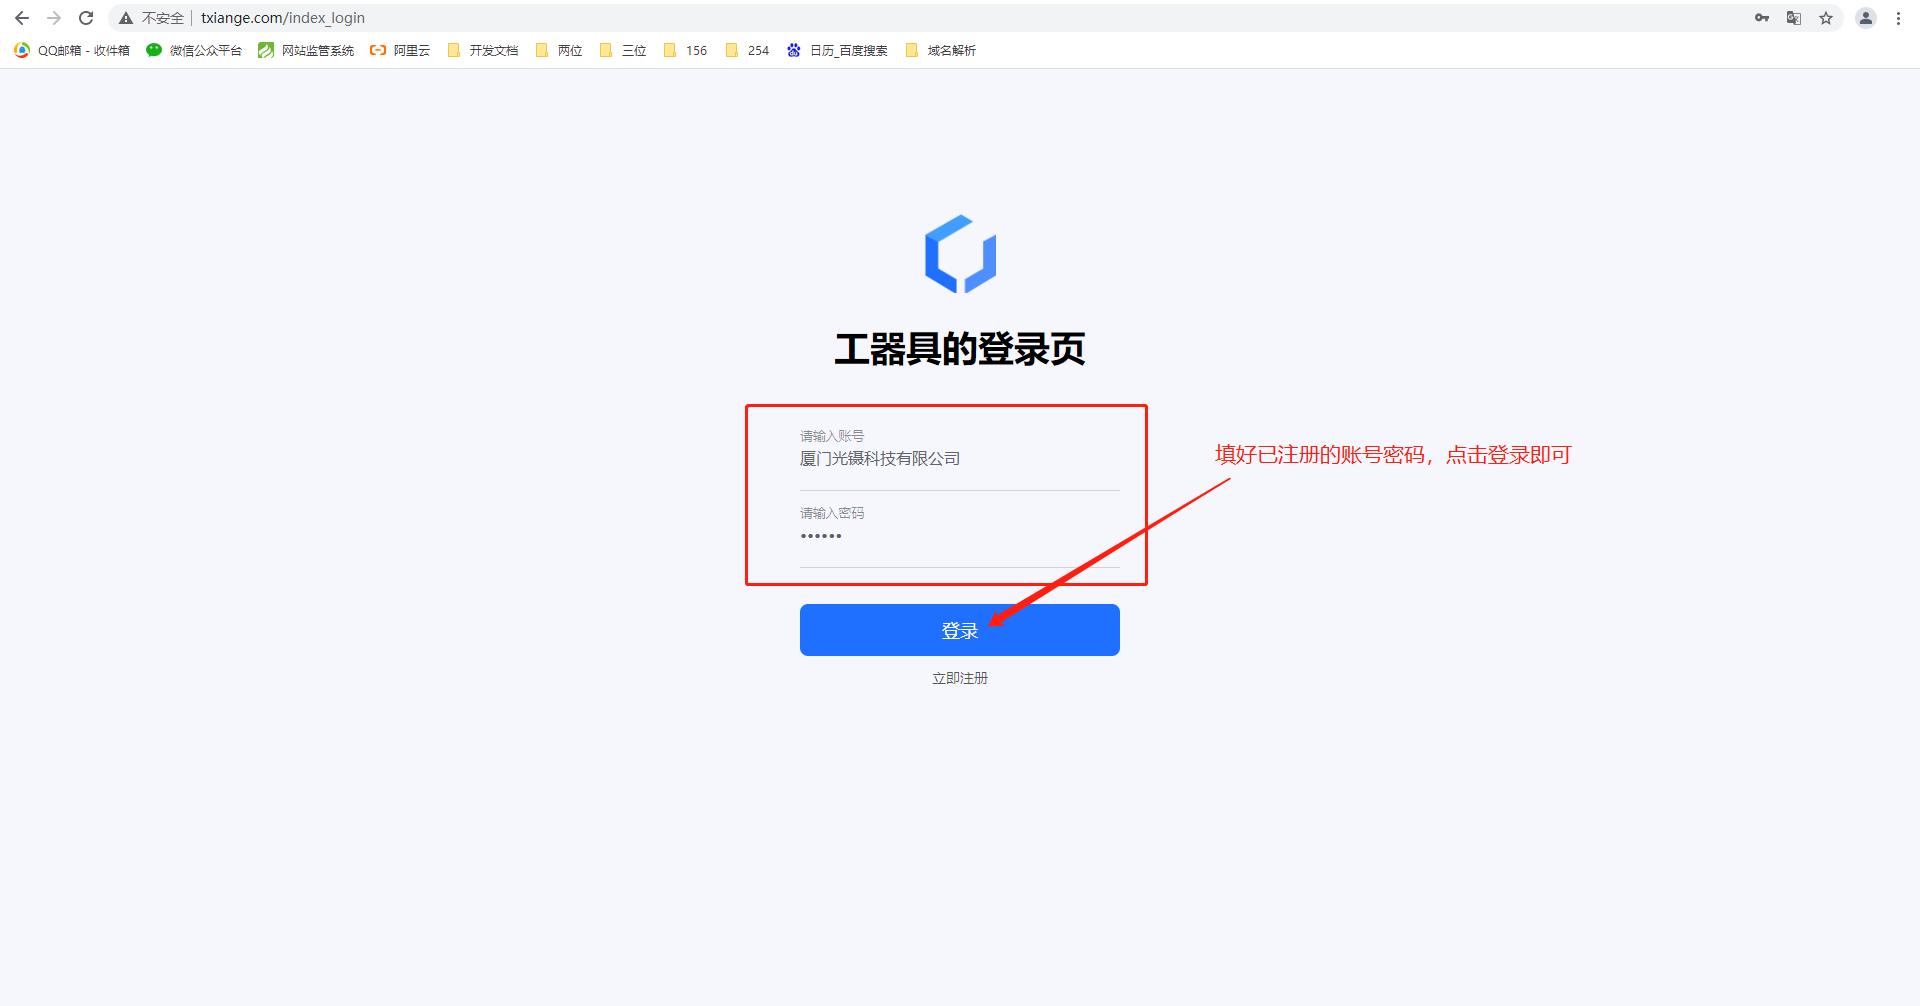 不安全 txiange.com/index_login
QQ邮箱 - 收件箱 微信公众平台 网站监管系统 阿里云 开发文档 两位 三位 156 254 日历_百度搜索 域名解析
工器具的登录页
请输入账号
厦门光镊科技有限公司
填好已注册的账号密码，点击登录即可
请输入密码
••••••
登录
立即注册